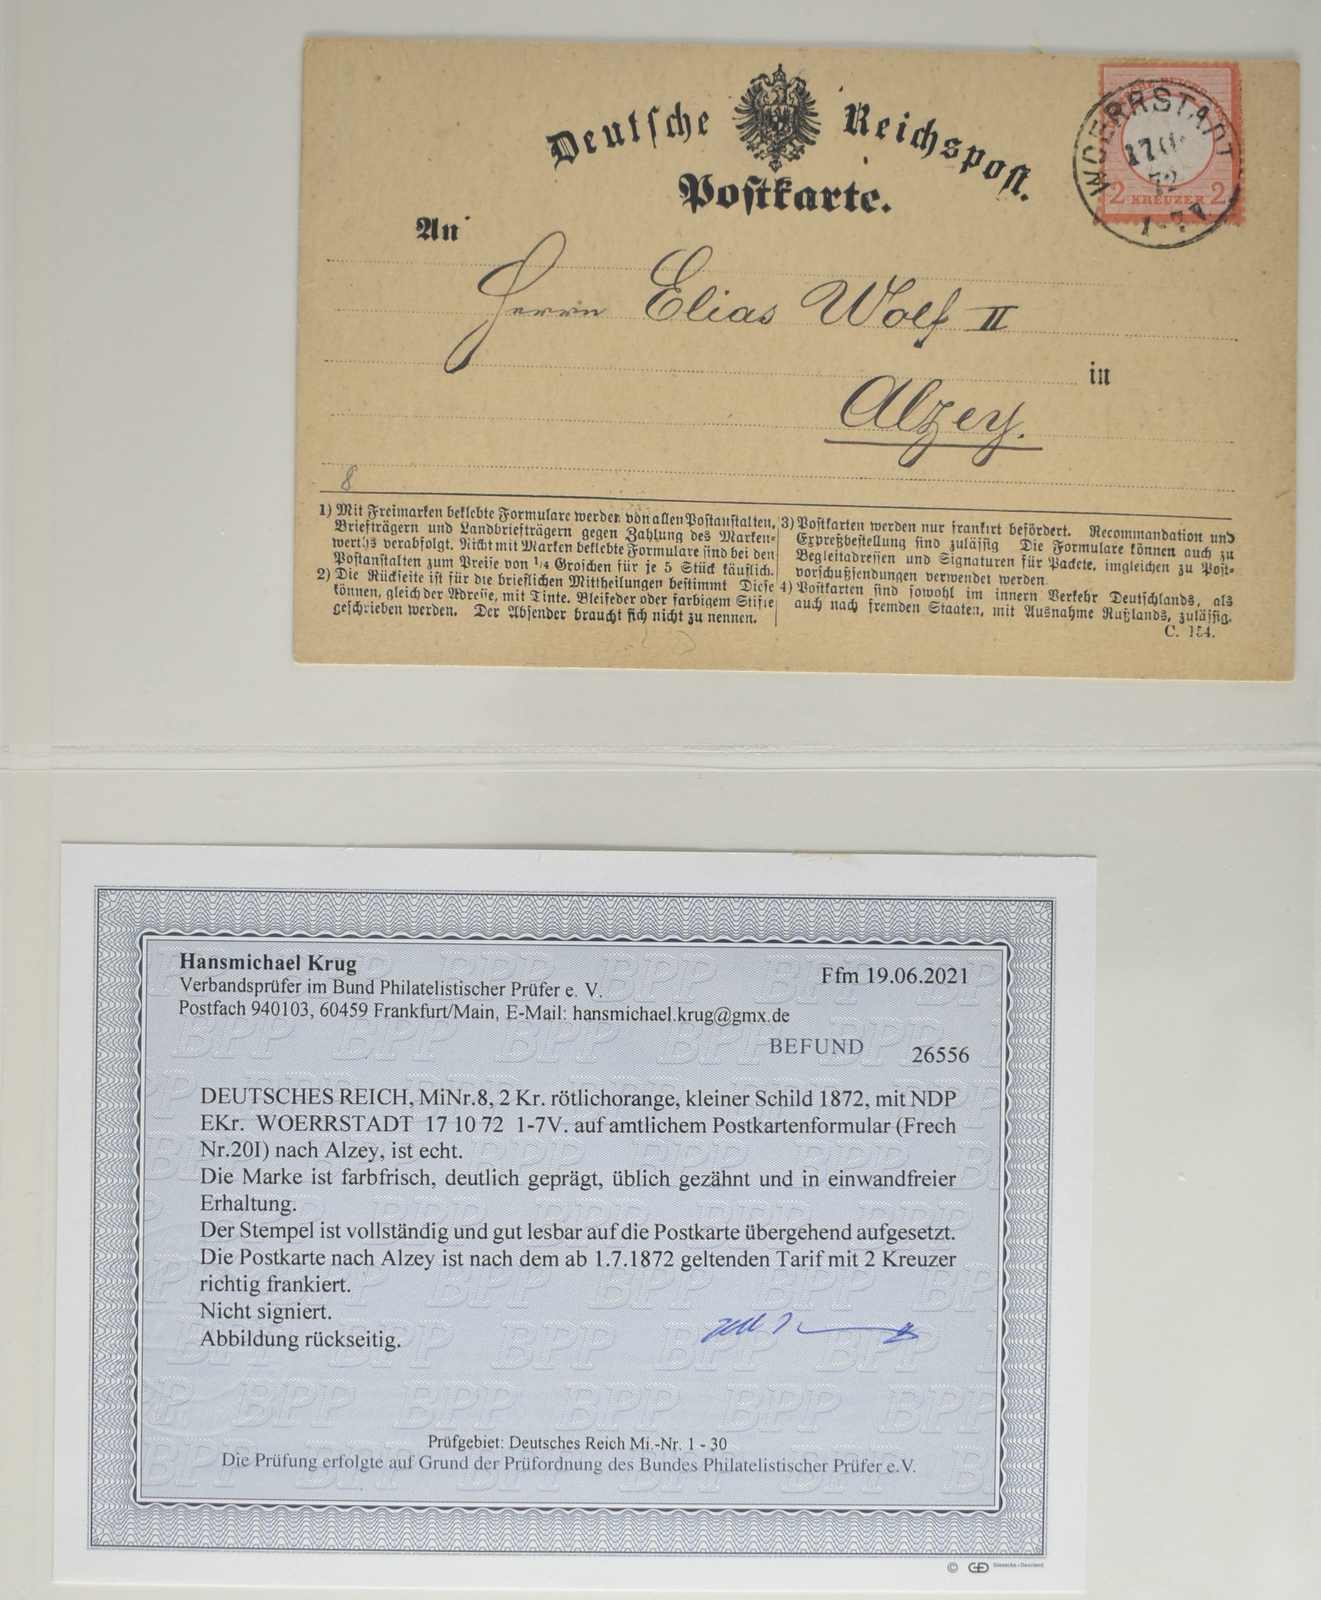 Deutsche Reichspost.
Postkarte.
WOERRSTADT
17 10
72
1-7V
2 KREUZER 2
An
Herrn Elias Wolf II
in
Alzey.
8
1) Mit Freimarken beklebte Formulare werden von allen Postanstalten,
Briefträgern und Landbriefträgern gegen Zahlung des Marken-
werths verabfolgt. Nicht mit Marken beklebte Formulare sind bei den
Postanstalten zum Preise von 1/4 Groschen für je 5 Stück käuflich.
2) Die Rückseite ist für die brieflichen Mittheilungen bestimmt Diese
können, gleich der Adresse, mit Tinte. Bleifeder oder farbigem Stifte
geschrieben werden. Der Absender braucht sich nicht zu nennen.
3) Postkarten werden nur frankirt befördert. Recommandation und
Expreßbestellung sind zulässig Die Formulare können auch zu
Begleitadressen und Signaturen für Packete, imgleichen zu Post-
vorschußsendungen verwendet werden.
4) Postkarten sind sowohl im innern Verkehr Deutschlands, als
auch nach fremden Staaten, mit Ausnahme Rußlands, zulässig.
C. 154.
Hansmichael Krug
Verbandsprüfer im Bund Philatelistischer Prüfer e. V.
Postfach 940103, 60459 Frankfurt/Main, E-Mail: hansmichael.krug@gmx.de
Ffm 19.06.2021
BEFUND 26556
DEUTSCHES REICH, MiNr.8, 2 Kr. rötlichorange, kleiner Schild 1872, mit NDP
EKr. WOERRSTADT 17 10 72 1-7V. auf amtlichem Postkartenformular (Frech
Nr.20I) nach Alzey, ist echt.
Die Marke ist farbfrisch, deutlich geprägt, üblich gezähnt und in einwandfreier
Erhaltung.
Der Stempel ist vollständig und gut lesbar auf die Postkarte übergehend aufgesetzt.
Die Postkarte nach Alzey ist nach dem ab 1.7.1872 geltenden Tarif mit 2 Kreuzer
richtig frankiert.
Nicht signiert.
Abbildung rückseitig.
Prüfgebiet: Deutsches Reich Mi.-Nr. 1 - 30
Die Prüfung erfolgte auf Grund der Prüfordnung des Bundes Philatelistischer Prüfer e.V.
© Giesecke+Devrient